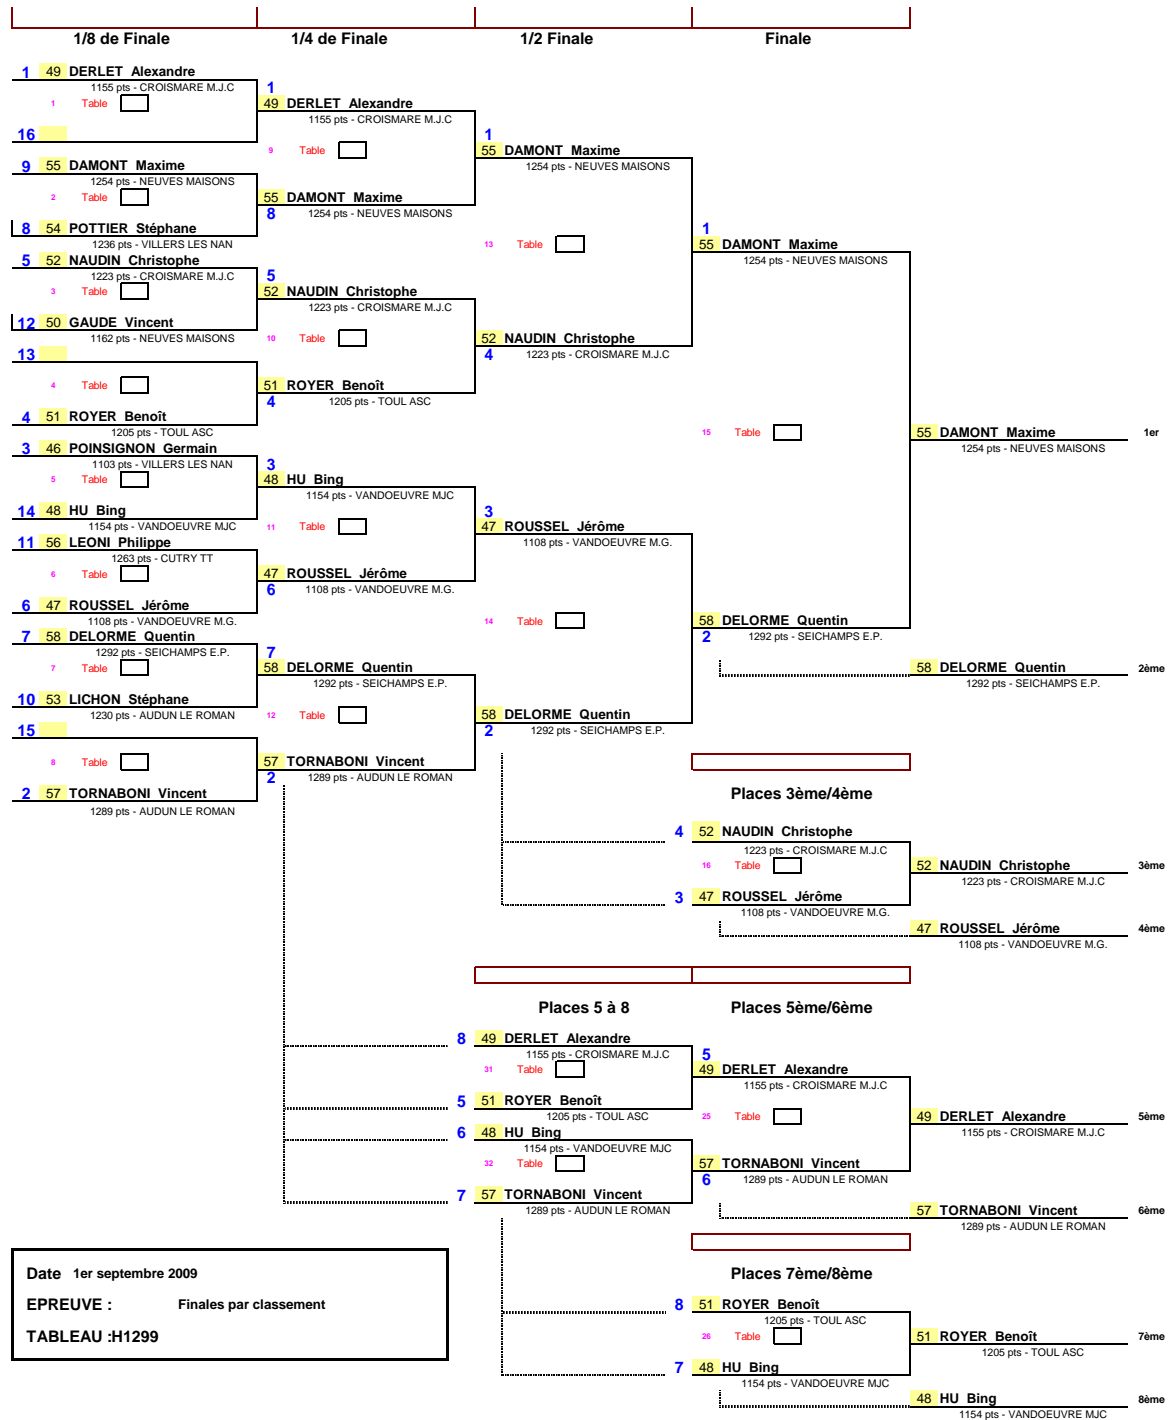 1/8 de Finale
1/4 de Finale
1/2 Finale
Finale
1 49 DERLET Alexandre
1155 pts - CROISMARE M.J.C
1 Table
16
9 55 DAMONT Maxime
1254 pts - NEUVES MAISONS
2 Table
8 54 POTTIER Stéphane
1236 pts - VILLERS LES NAN
5 52 NAUDIN Christophe
1223 pts - CROISMARE M.J.C
3 Table
12 50 GAUDE Vincent
1162 pts - NEUVES MAISONS
13
4 Table
4 51 ROYER Benoît
1205 pts - TOUL ASC
3 46 POINSIGNON Germain
1103 pts - VILLERS LES NAN
5 Table
14 48 HU Bing
1154 pts - VANDOEUVRE MJC
11 56 LEONI Philippe
1263 pts - CUTRY TT
6 Table
6 47 ROUSSEL Jérôme
1108 pts - VANDOEUVRE M.G.
7 58 DELORME Quentin
1292 pts - SEICHAMPS E.P.
7 Table
10 53 LICHON Stéphane
1230 pts - AUDUN LE ROMAN
15
8 Table
2 57 TORNABONI Vincent
1289 pts - AUDUN LE ROMAN
1
49 DERLET Alexandre
1155 pts - CROISMARE M.J.C
9 Table
55 DAMONT Maxime
8 1254 pts - NEUVES MAISONS
5
52 NAUDIN Christophe
1223 pts - CROISMARE M.J.C
10 Table
51 ROYER Benoît
4 1205 pts - TOUL ASC
3
48 HU Bing
1154 pts - VANDOEUVRE MJC
11 Table
47 ROUSSEL Jérôme
6 1108 pts - VANDOEUVRE M.G.
7
58 DELORME Quentin
1292 pts - SEICHAMPS E.P.
12 Table
57 TORNABONI Vincent
2 1289 pts - AUDUN LE ROMAN
1
55 DAMONT Maxime
1254 pts - NEUVES MAISONS
13 Table
52 NAUDIN Christophe
4 1223 pts - CROISMARE M.J.C
3
47 ROUSSEL Jérôme
1108 pts - VANDOEUVRE M.G.
14 Table
58 DELORME Quentin
2 1292 pts - SEICHAMPS E.P.
1
55 DAMONT Maxime
1254 pts - NEUVES MAISONS
15 Table
58 DELORME Quentin
2 1292 pts - SEICHAMPS E.P.
55 DAMONT Maxime 1er
1254 pts - NEUVES MAISONS
58 DELORME Quentin 2ème
1292 pts - SEICHAMPS E.P.
Places 3ème/4ème
4 52 NAUDIN Christophe
1223 pts - CROISMARE M.J.C
16 Table
3 47 ROUSSEL Jérôme
1108 pts - VANDOEUVRE M.G.
52 NAUDIN Christophe 3ème
1223 pts - CROISMARE M.J.C
47 ROUSSEL Jérôme 4ème
1108 pts - VANDOEUVRE M.G.
Places 5 à 8
Places 5ème/6ème
8 49 DERLET Alexandre
1155 pts - CROISMARE M.J.C
31 Table
5 51 ROYER Benoît
1205 pts - TOUL ASC
6 48 HU Bing
1154 pts - VANDOEUVRE MJC
32 Table
7 57 TORNABONI Vincent
1289 pts - AUDUN LE ROMAN
5
49 DERLET Alexandre
1155 pts - CROISMARE M.J.C
25 Table
57 TORNABONI Vincent
6 1289 pts - AUDUN LE ROMAN
49 DERLET Alexandre 5ème
1155 pts - CROISMARE M.J.C
57 TORNABONI Vincent 6ème
1289 pts - AUDUN LE ROMAN
Places 7ème/8ème
8 51 ROYER Benoît
1205 pts - TOUL ASC
26 Table
7 48 HU Bing
1154 pts - VANDOEUVRE MJC
51 ROYER Benoît 7ème
1205 pts - TOUL ASC
48 HU Bing 8ème
1154 pts - VANDOEUVRE MJC
Date 1er septembre 2009
EPREUVE : Finales par classement
TABLEAU :H1299